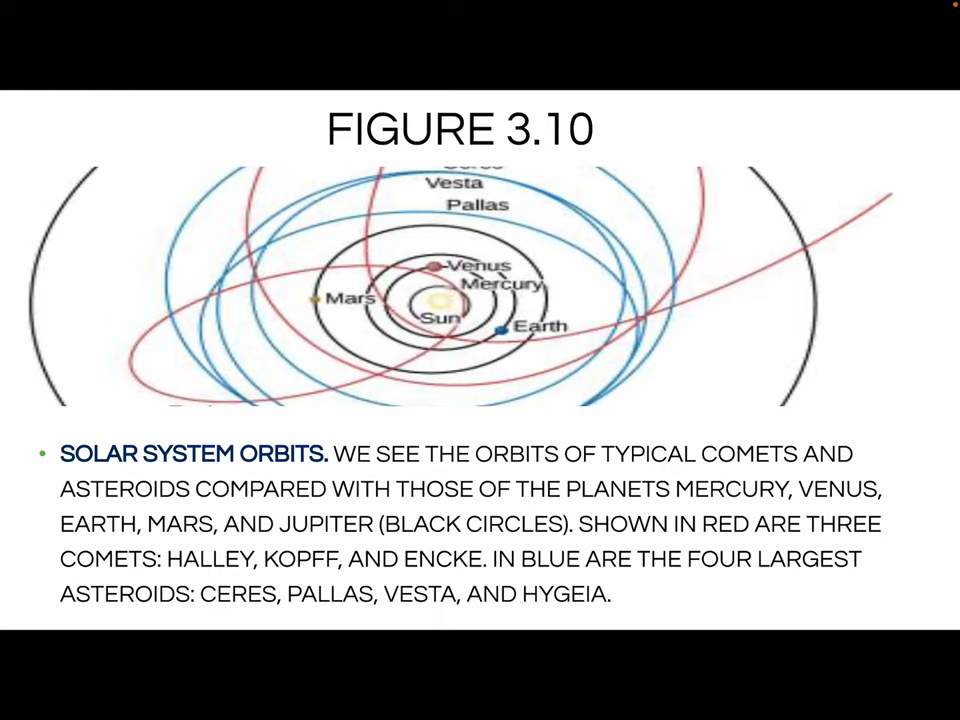 FIGURE 3.10
Vesta
Pallas
Venus
Mercury
Mars
Sun
Earth
• SOLAR SYSTEM ORBITS. WE SEE THE ORBITS OF TYPICAL COMETS AND
ASTEROIDS COMPARED WITH THOSE OF THE PLANETS MERCURY, VENUS,
EARTH, MARS, AND JUPITER (BLACK CIRCLES). SHOWN IN RED ARE THREE
COMETS: HALLEY, KOPFF, AND ENCKE. IN BLUE ARE THE FOUR LARGEST
ASTEROIDS: CERES, PALLAS, VESTA, AND HYGEIA.